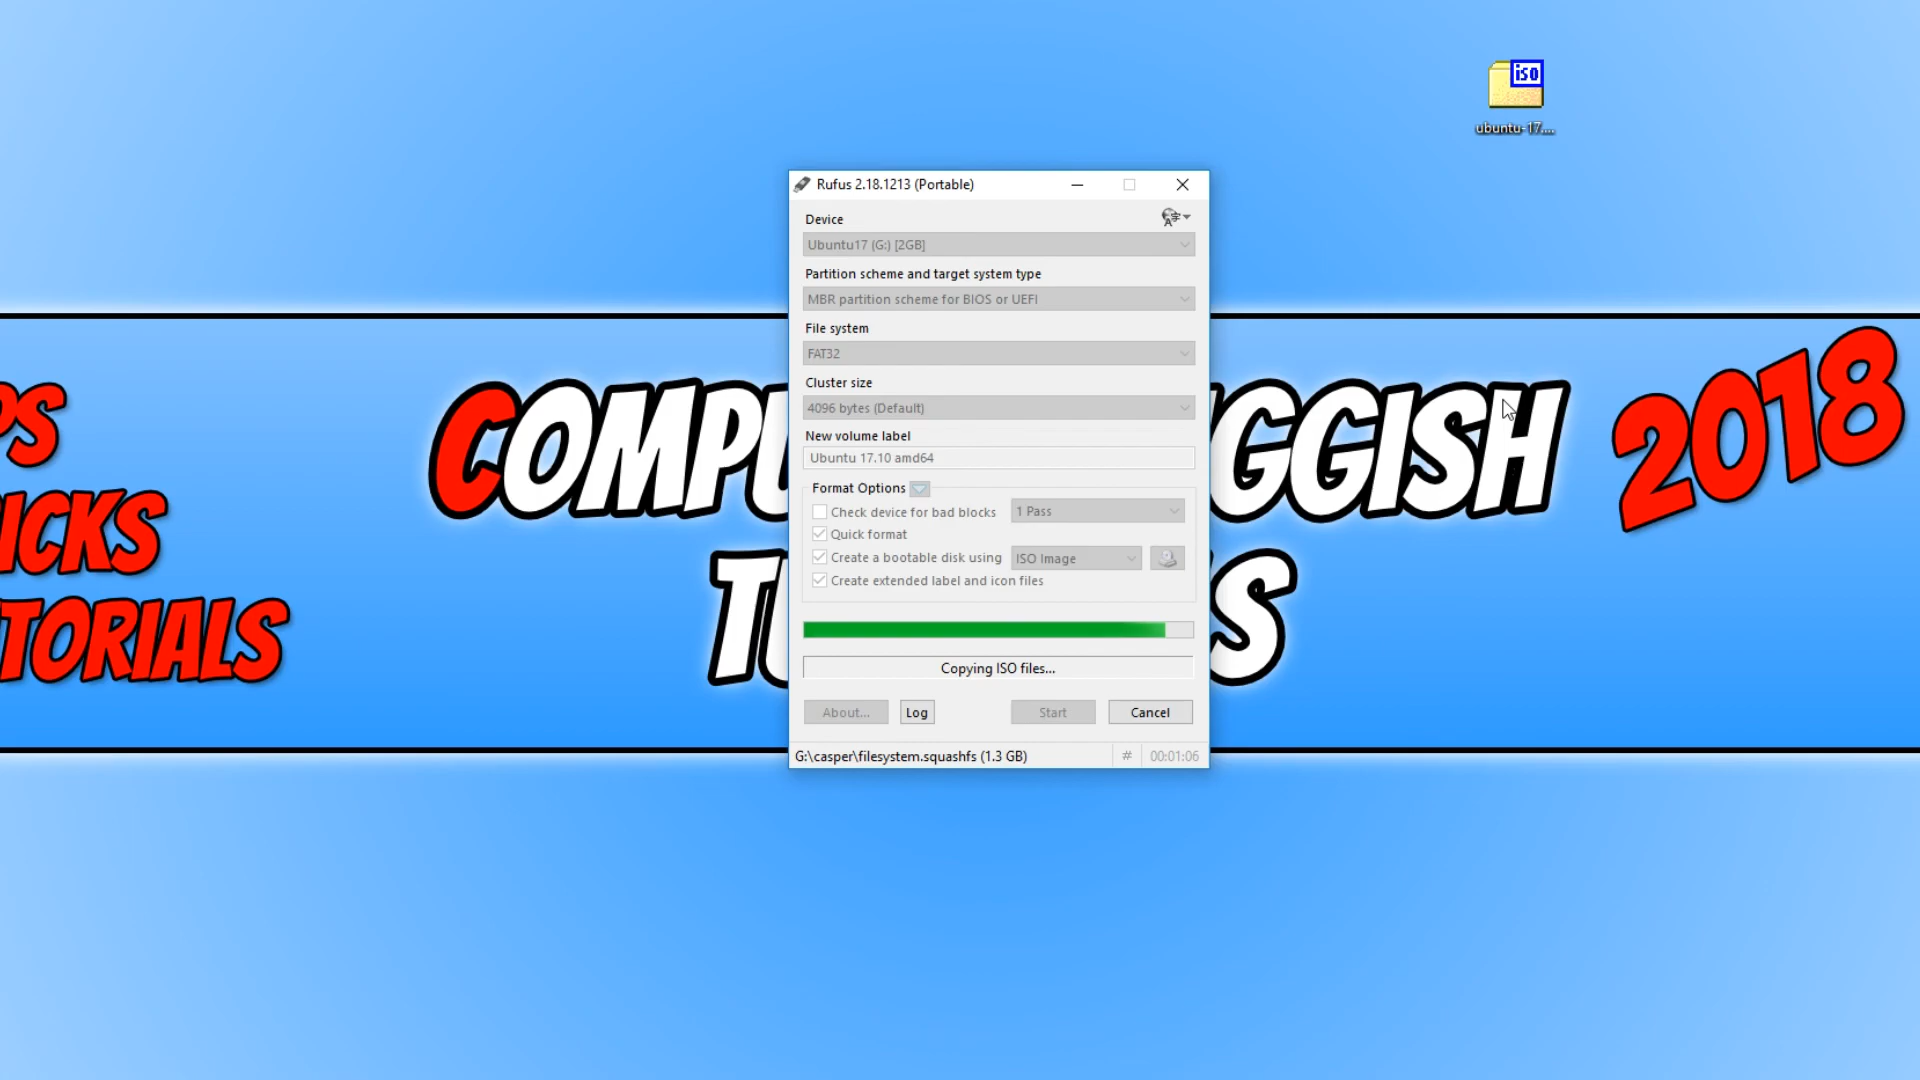 iso
ubuntu-17....
Rufus 2.18.1213 (Portable)
Device
Ubuntu17 (G:) [2GB]
Partition scheme and target system type
MBR partition scheme for BIOS or UEFI
File system
FAT32
Cluster size
4096 bytes (Default)
New volume label
Ubuntu 17.10 amd64
Format Options
Check device for bad blocks 1 Pass
Quick format
Create a bootable disk using ISO Image
Create extended label and icon files
Copying ISO files...
About... Log Start Cancel
G:\casper\filesystem.squashfs (1.3 GB) # 00:01:06
PS
ICKS
TORIALS
COMPU GGISH 2018
TU S